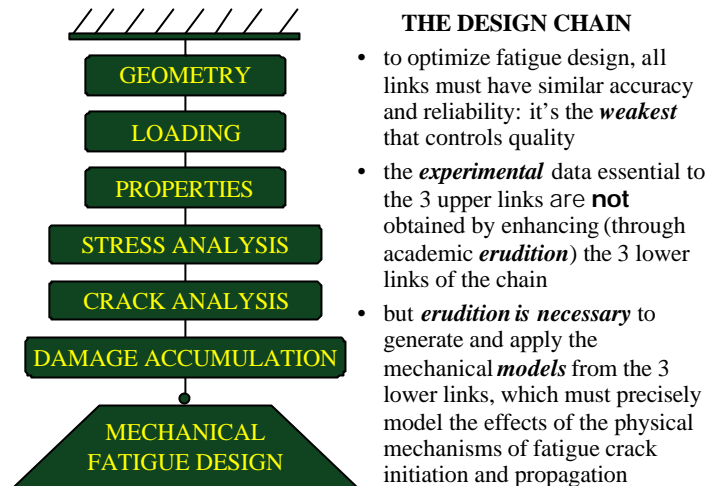 GEOMETRY
LOADING
PROPERTIES
STRESS ANALYSIS
CRACK ANALYSIS
DAMAGE ACCUMULATION
MECHANICAL
FATIGUE DESIGN
THE DESIGN CHAIN
• to optimize fatigue design, all
links must have similar accuracy
and reliability: it's the weakest
that controls quality
• the experimental data essential to
the 3 upper links are not
obtained by enhancing (through
academic erudition) the 3 lower
links of the chain
• but erudition is necessary to
generate and apply the
mechanical models from the 3
lower links, which must precisely
model the effects of the physical
mechanisms of fatigue crack
initiation and propagation